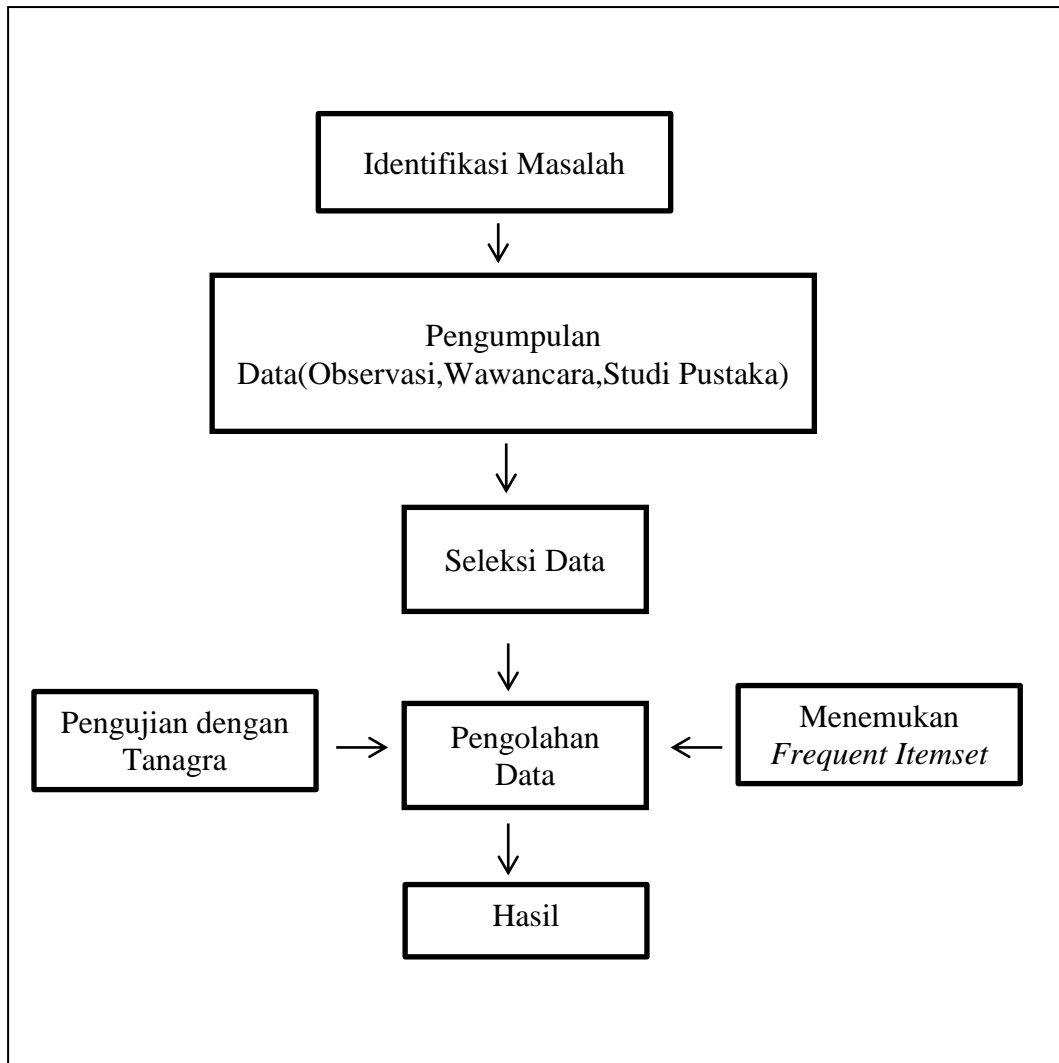 Identifikasi Masalah
Pengumpulan
Data(Observasi,Wawancara,Studi Pustaka)
Seleksi Data
Pengujian dengan
Tanagra
Pengolahan
Data
Menemukan
Frequent Itemset
Hasil